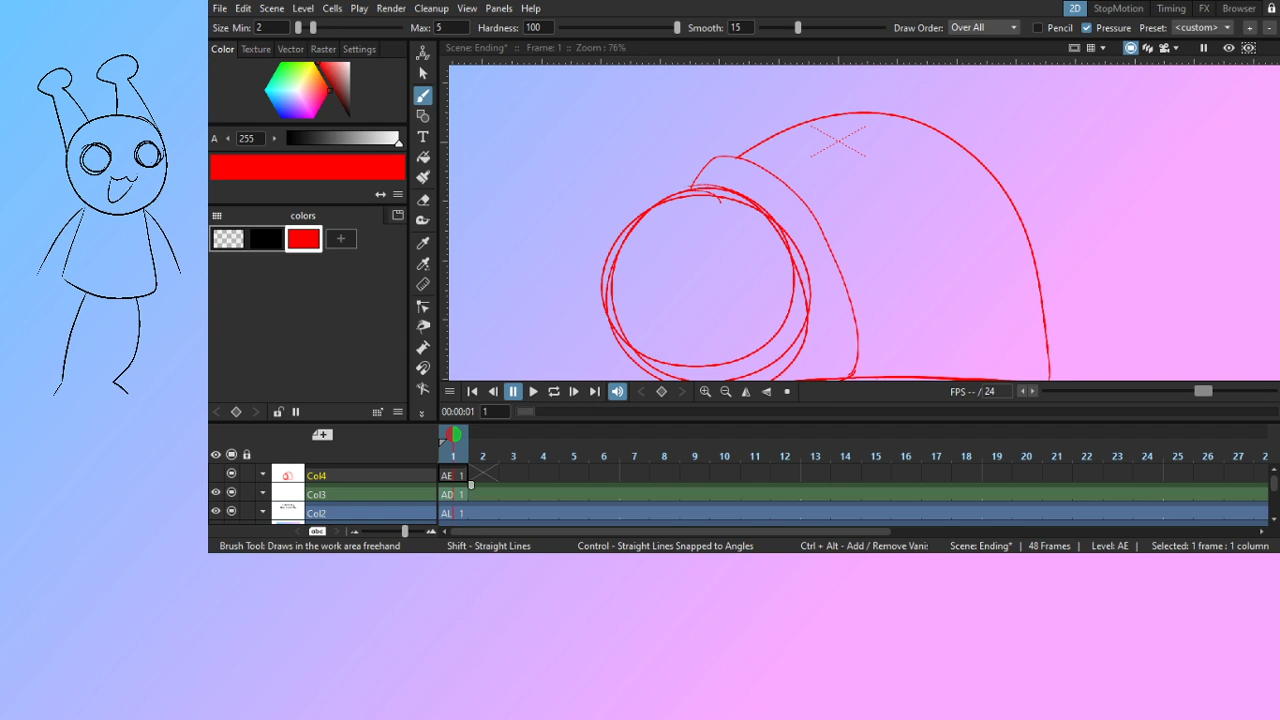 File Edit Scene Level Cells Play Render Cleanup View Panels Help 2D StopMotion Timing FX Browser
Size Min: 2 Max: 5 Hardness: 100 Smooth: 15 Draw Order: Over All Pencil Pressure Preset: <custom> + -
Color Texture Vector Raster Settings Scene: Ending* :: Frame: 1 :: Zoom : 76%
A 255
colors
FPS -- / 24
00:00:01 1
1 2 3 4 5 6 7 8 9 10 11 12 13 14 15 16 17 18 19 20 21 22 23 24 25 26 27 2
Col4 AE 1
Col3 AD 1
Col2 AL 1
abc
Brush Tool: Draws in the work area freehand Shift - Straight Lines Control - Straight Lines Snapped to Angles Ctrl + Alt - Add / Remove Vanis Scene: Ending* 48 Frames Level: AE Selected: 1 frame : 1 column